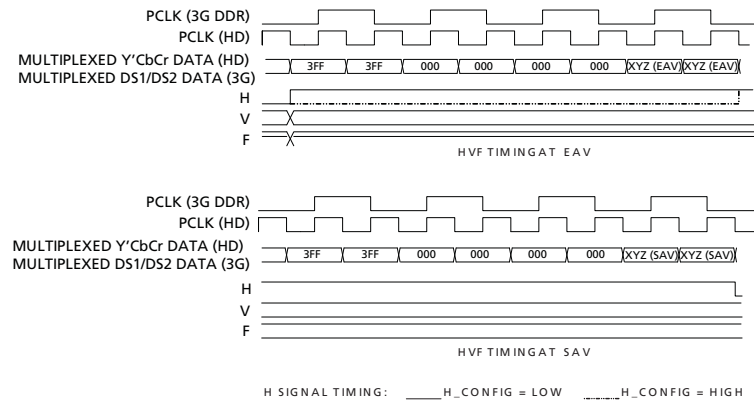 PCLK (3G DDR)
PCLK (HD)
MULTIPLEXED Y'CbCr DATA (HD)
MULTIPLEXED DS1/DS2 DATA (3G)
3FF 3FF 000 000 000 000 XYZ (EAV) XYZ (EAV)
H
V
F
HVF TIMING AT EAV
PCLK (3G DDR)
PCLK (HD)
MULTIPLEXED Y'CbCr DATA (HD)
MULTIPLEXED DS1/DS2 DATA (3G)
3FF 3FF 000 000 000 000 XYZ (SAV) XYZ (SAV)
H
V
F
HVF TIMING AT SAV
H SIGNAL TIMING: H_CONFIG = LOW H_CONFIG = HIGH